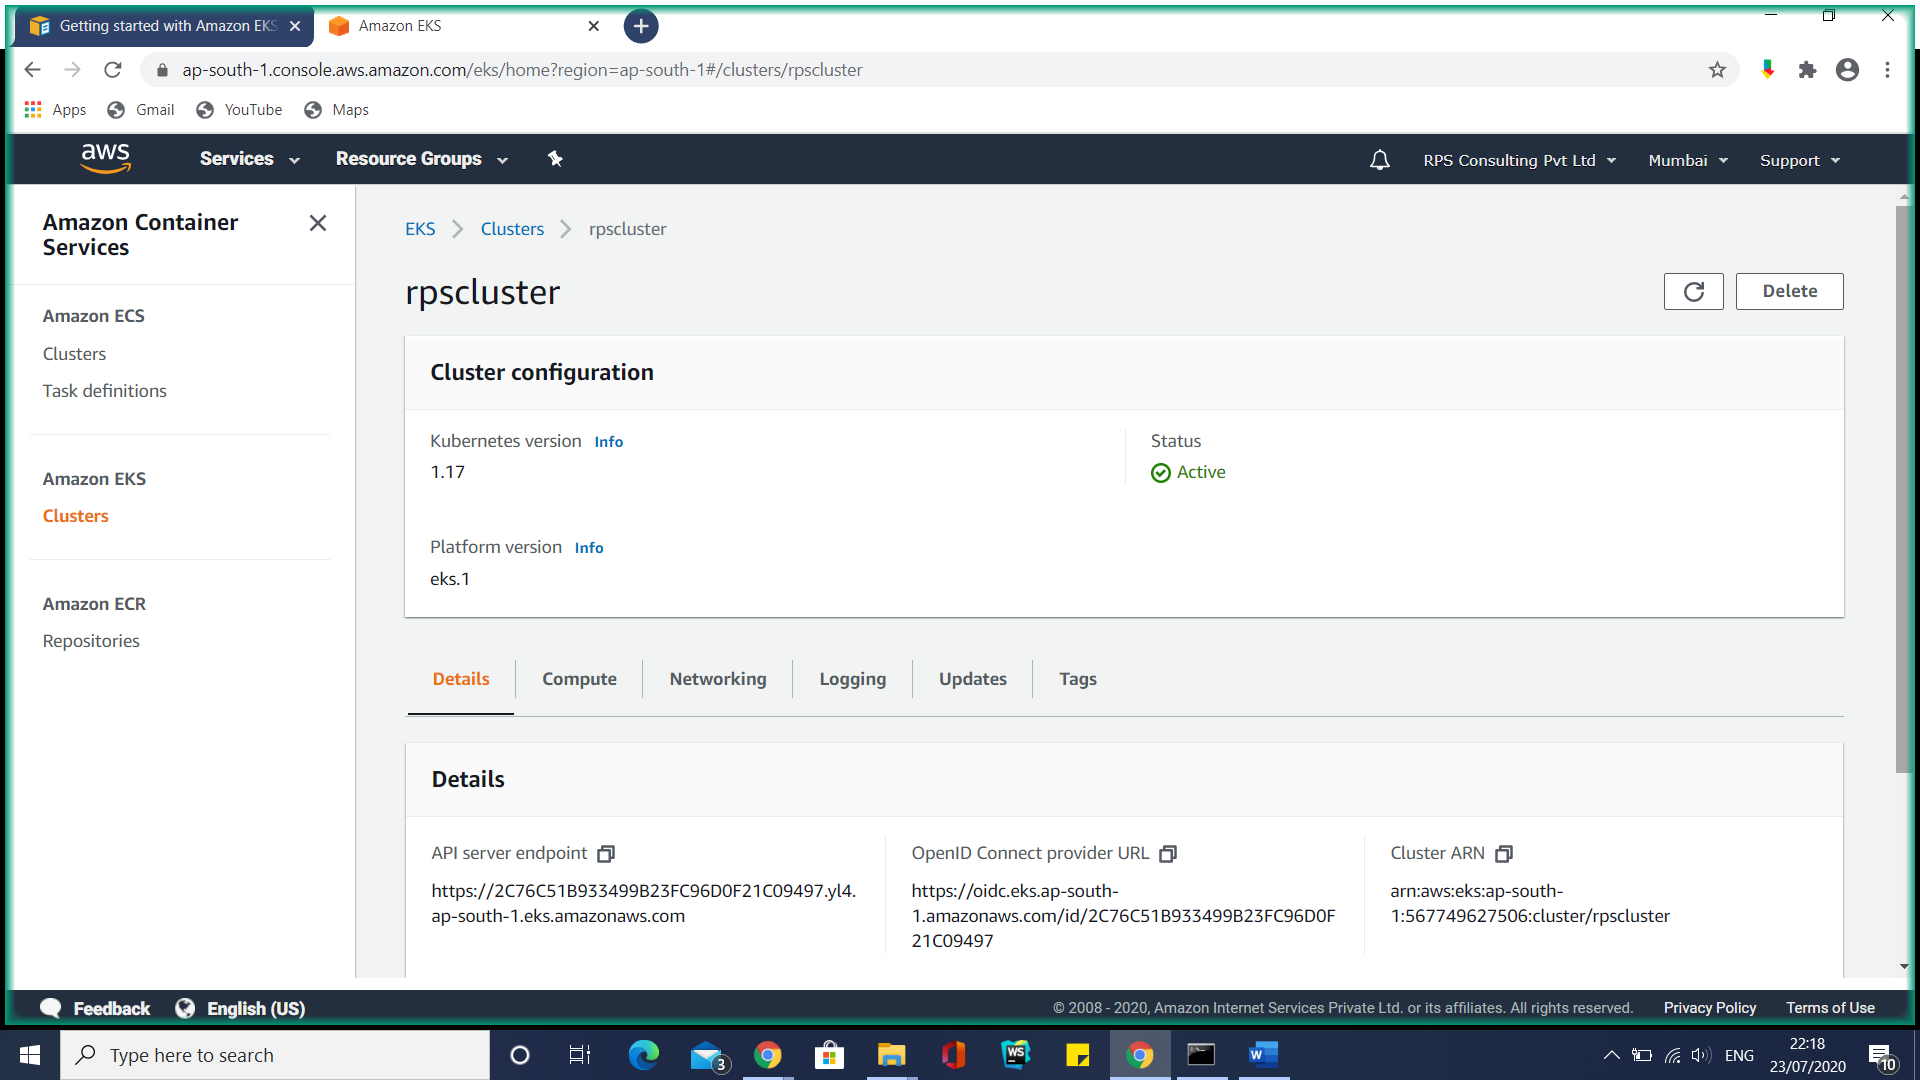 Getting started with Amazon EKS
Amazon EKS
ap-south-1.console.aws.amazon.com/eks/home?region=ap-south-1#/clusters/rpscluster
Apps
Gmail
YouTube
Maps
aws
Services
Resource Groups
RPS Consulting Pvt Ltd
Mumbai
Support
Amazon Container
Services
Amazon ECS
Clusters
Task definitions
Amazon EKS
Clusters
Amazon ECR
Repositories
EKS
Clusters
rpscluster
rpscluster
Delete
Cluster configuration
Kubernetes version Info
1.17
Status
Active
Platform version Info
eks.1
Details
Compute
Networking
Logging
Updates
Tags
Details
API server endpoint
https://2C76C51B933499B23FC96D0F21C09497.yl4.
ap-south-1.eks.amazonaws.com
OpenID Connect provider URL
https://oidc.eks.ap-south-
1.amazonaws.com/id/2C76C51B933499B23FC96D0F
21C09497
Cluster ARN
arn:aws:eks:ap-south-
1:567749627506:cluster/rpscluster
Feedback
English (US)
© 2008 - 2020, Amazon Internet Services Private Ltd. or its affiliates. All rights reserved.
Privacy Policy
Terms of Use
Type here to search
3
WS
W
ENG
22:18
23/07/2020
10